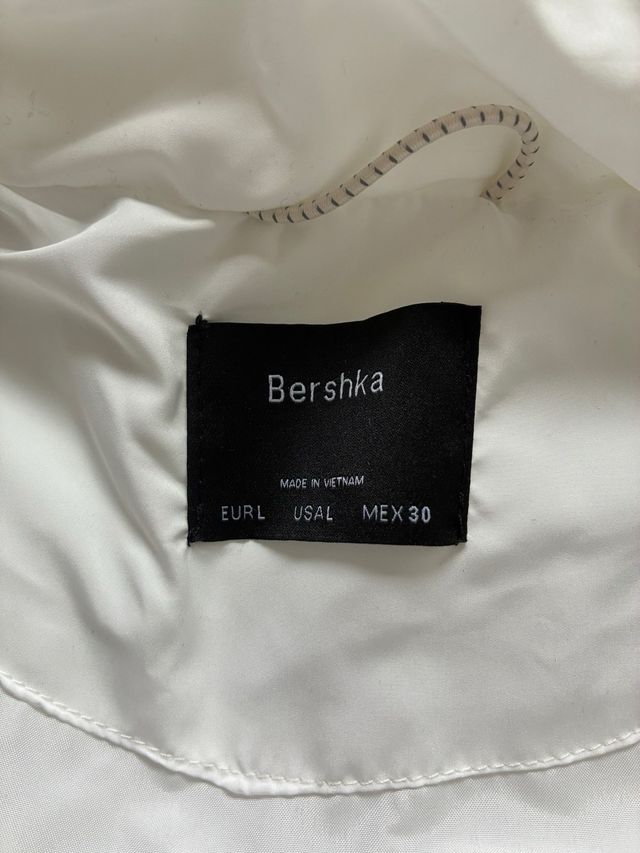 Bershka
MADE IN VIETNAM
EUR L USA L MEX 30